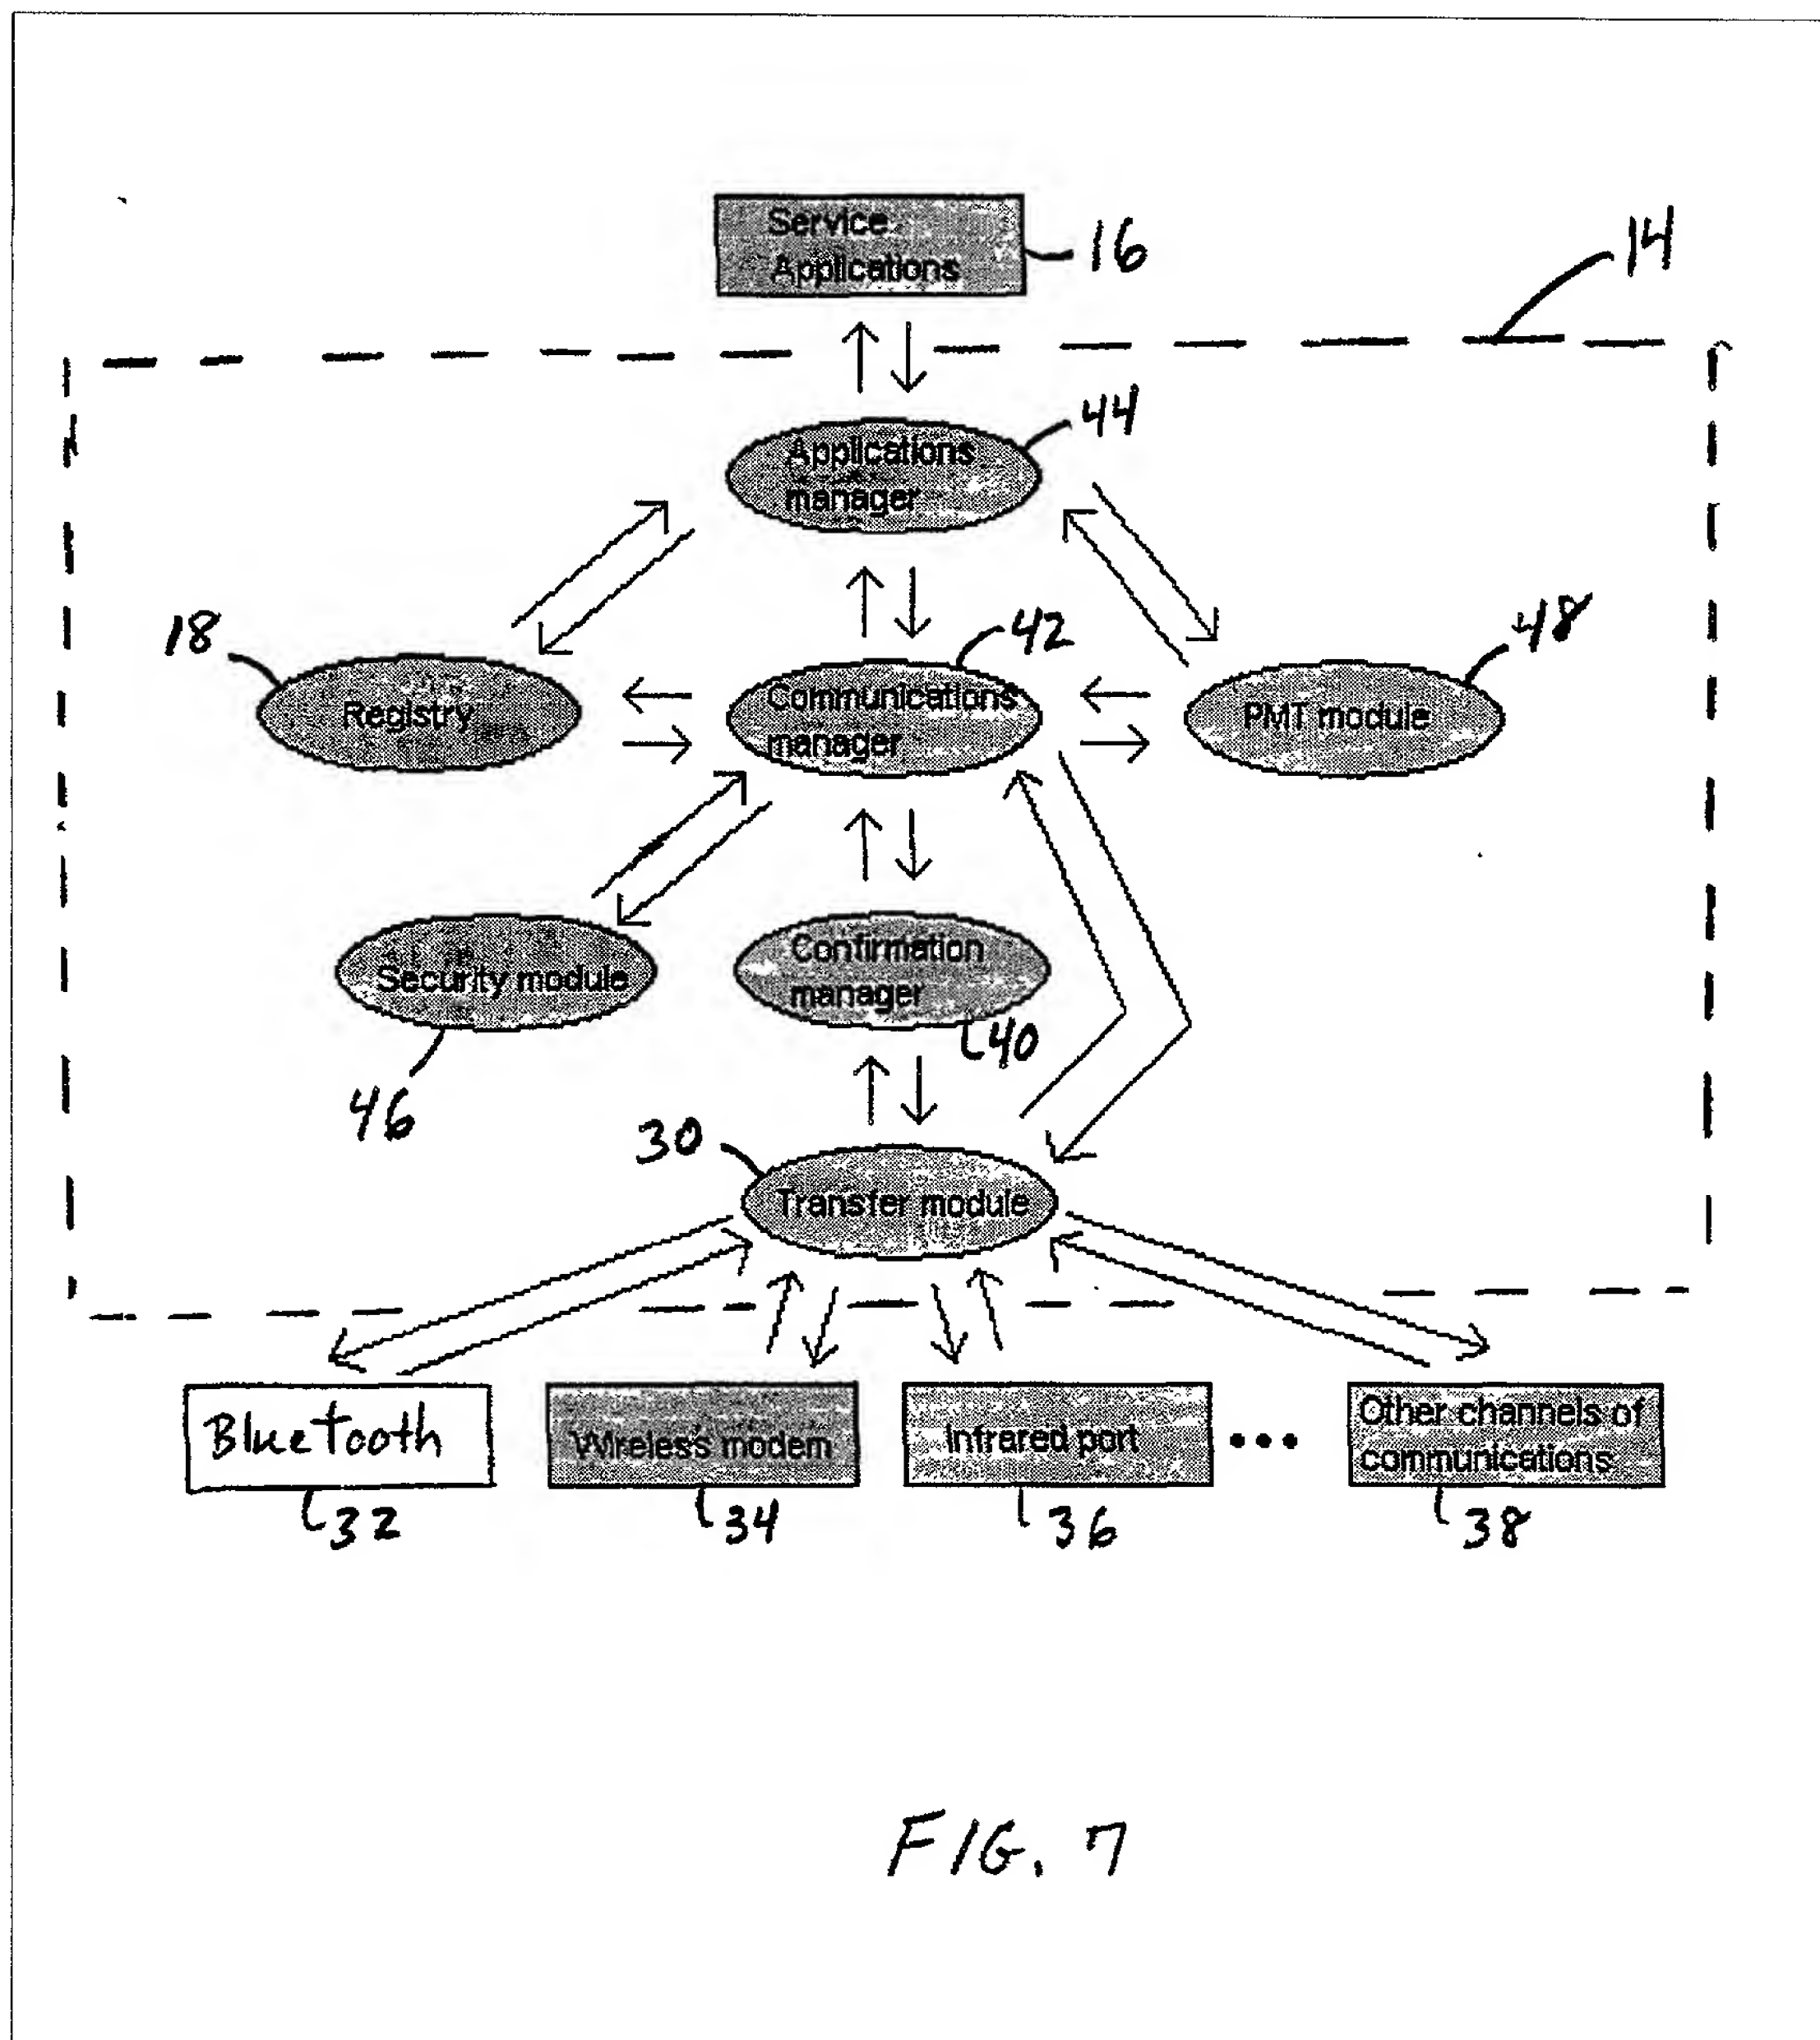 Service
Applications
16
14
Applications
manager
44
18
Registry
Communications
manager
42
PMT module
48
Security module
46
Confirmation
manager
40
30
Transfer module
Bluetooth
Wireless modem
Infrared port
Other channels of
communications
32
34
36
38
FIG. 7